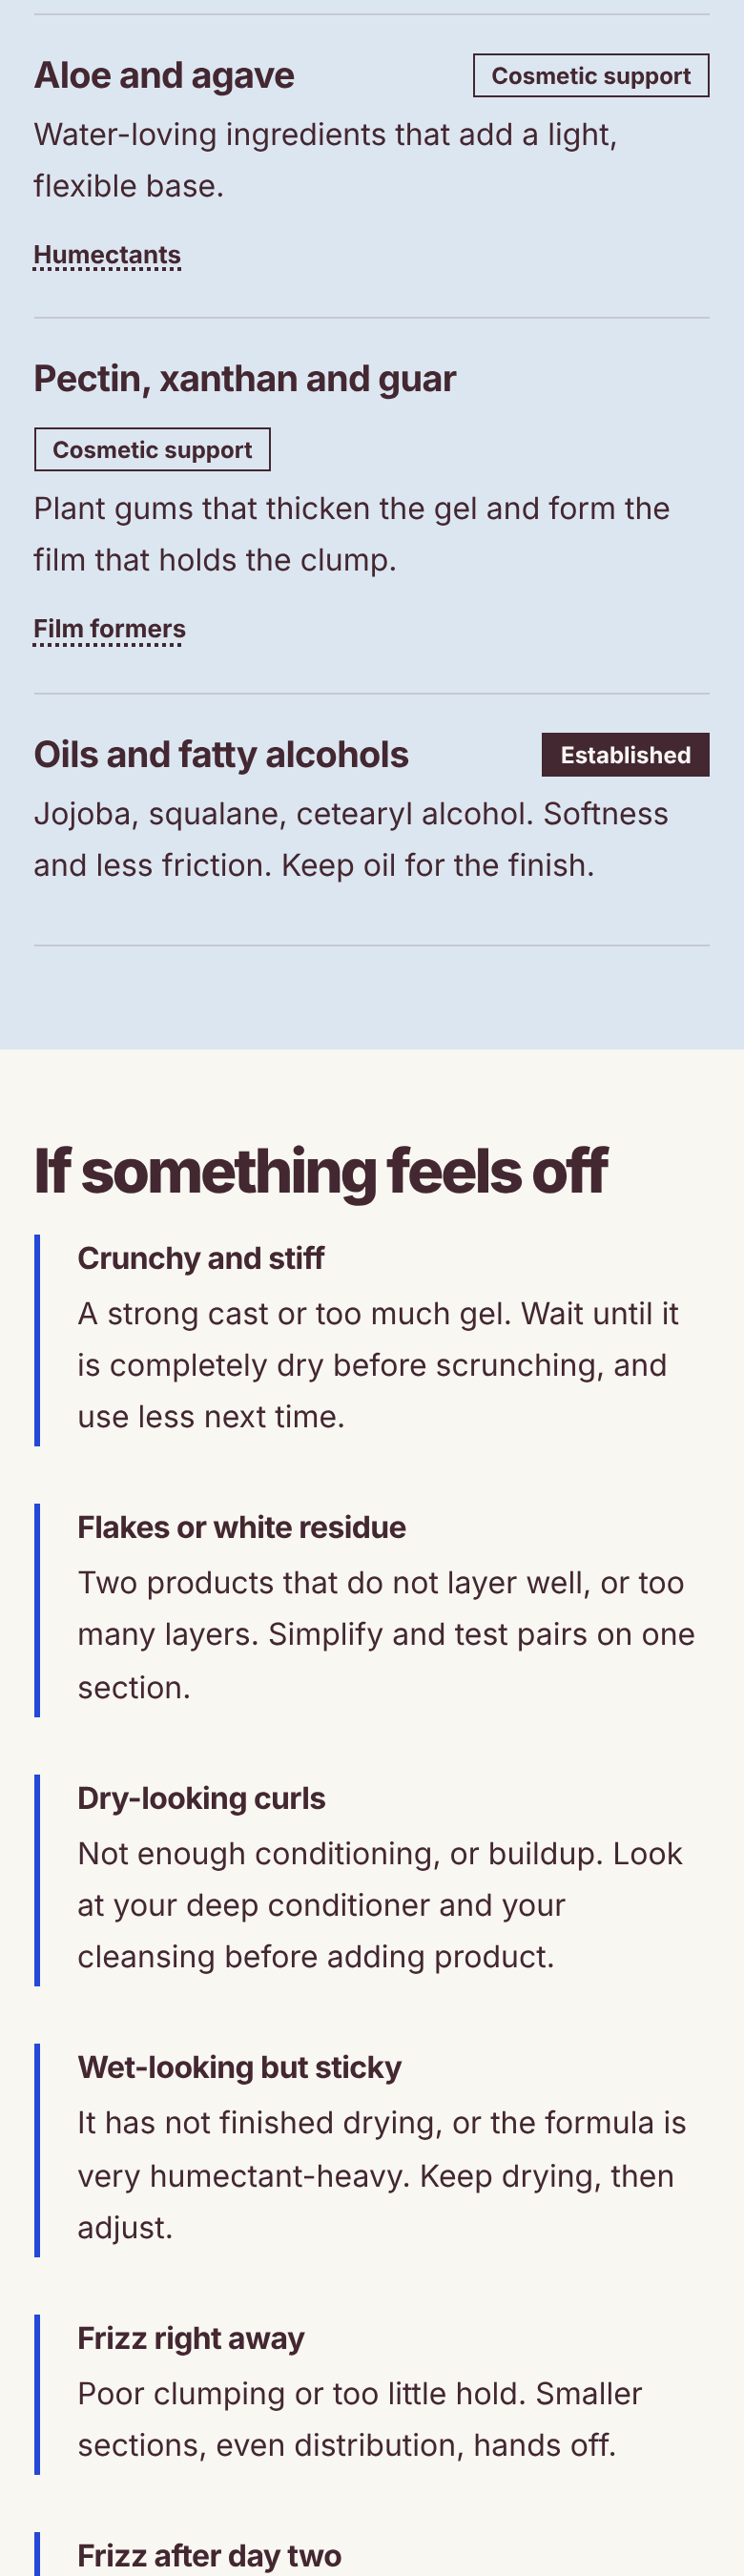 Aloe and agave
Cosmetic support
Water-loving ingredients that add a light,
flexible base.
Humectants
Pectin, xanthan and guar
Cosmetic support
Plant gums that thicken the gel and form the
film that holds the clump.
Film formers
Oils and fatty alcohols
Established
Jojoba, squalane, cetearyl alcohol. Softness
and less friction. Keep oil for the finish.
If something feels off
Crunchy and stiff
A strong cast or too much gel. Wait until it
is completely dry before scrunching, and
use less next time.
Flakes or white residue
Two products that do not layer well, or too
many layers. Simplify and test pairs on one
section.
Dry-looking curls
Not enough conditioning, or buildup. Look
at your deep conditioner and your
cleansing before adding product.
Wet-looking but sticky
It has not finished drying, or the formula is
very humectant-heavy. Keep drying, then
adjust.
Frizz right away
Poor clumping or too little hold. Smaller
sections, even distribution, hands off.
Frizz after day two